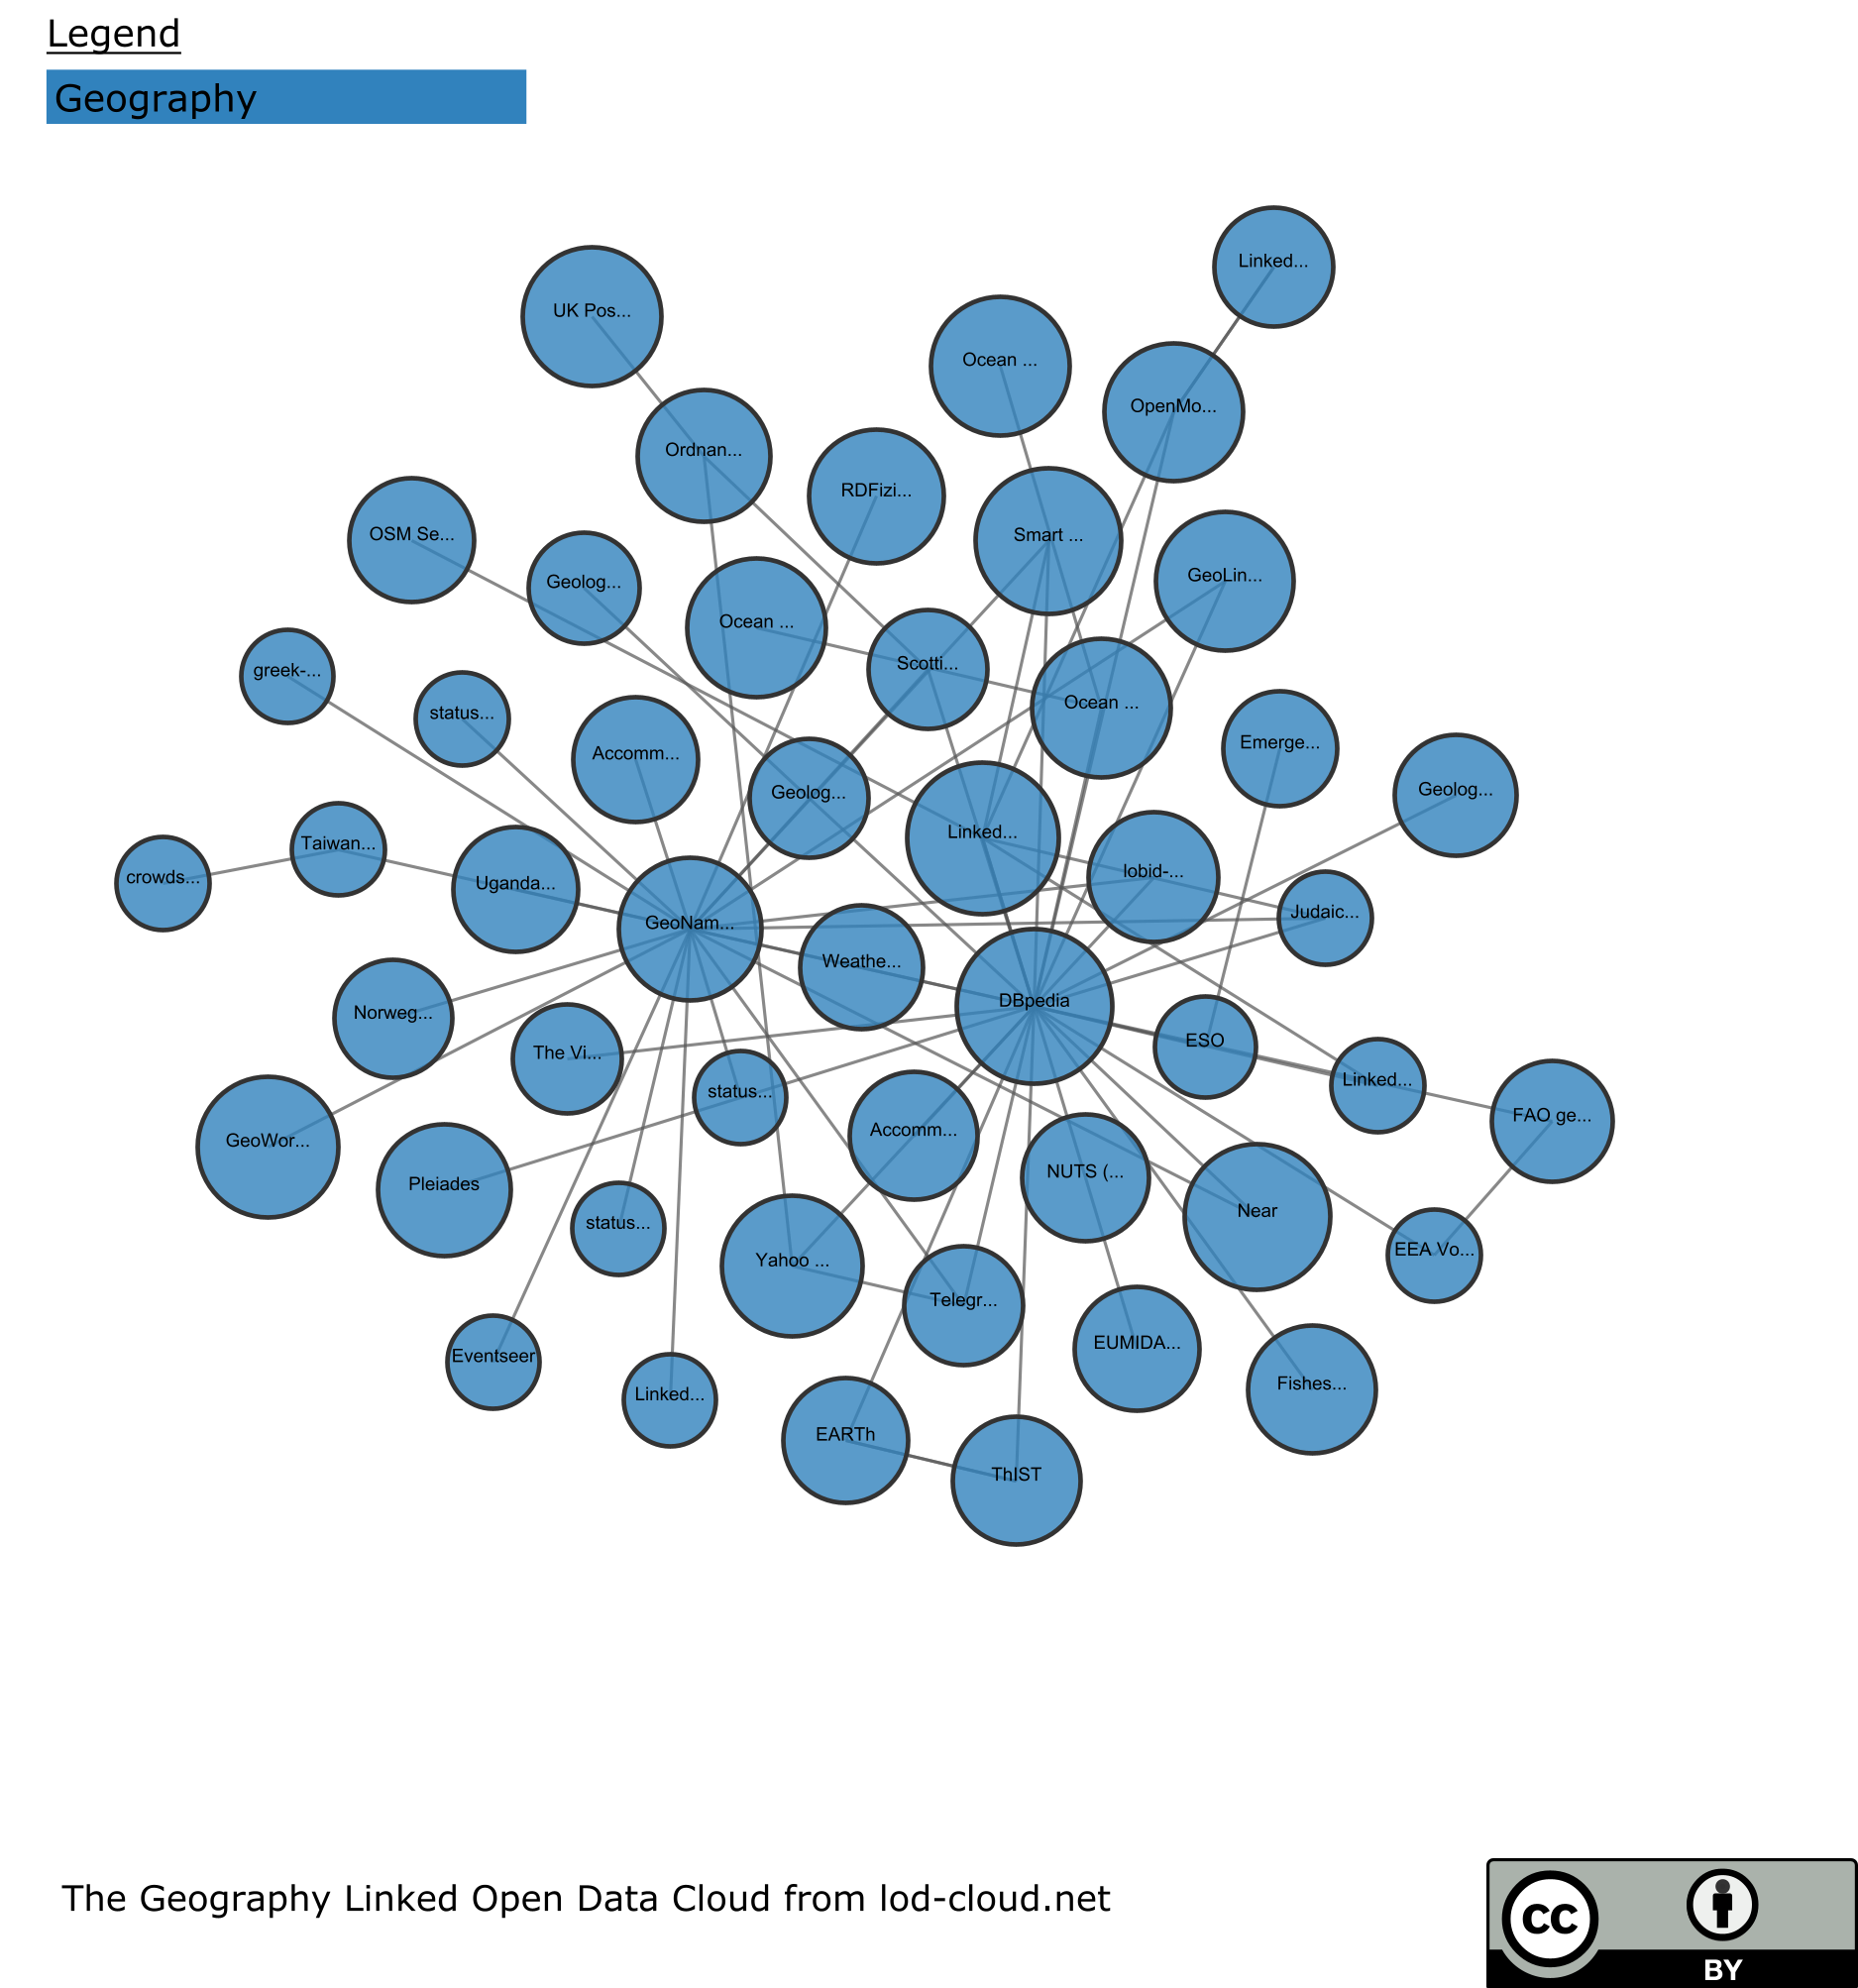 Legend
Geography
Linked...
UK Pos...
Ocean ...
OpenMo...
Ordnan...
RDFizi...
OSM Se...
Smart ...
Geolog...
GeoLin...
Ocean ...
greek-...
Scotti...
status...
Ocean ...
Emerge...
Accomm...
Geolog...
Geolog...
Linked...
Taiwan...
crowds...
Uganda...
lobid-...
Judaic...
GeoNam...
Weathe...
DBpedia
Norweg...
The Vi...
ESO
Linked...
status...
FAO ge...
GeoWor...
Accomm...
NUTS (...
Pleiades
Near
status...
EEA Vo...
Yahoo ...
Telegr...
EUMIDA...
Eventseer
Fishes...
Linked...
EARTh
ThIST
The Geography Linked Open Data Cloud from lod-cloud.net
cc
BY